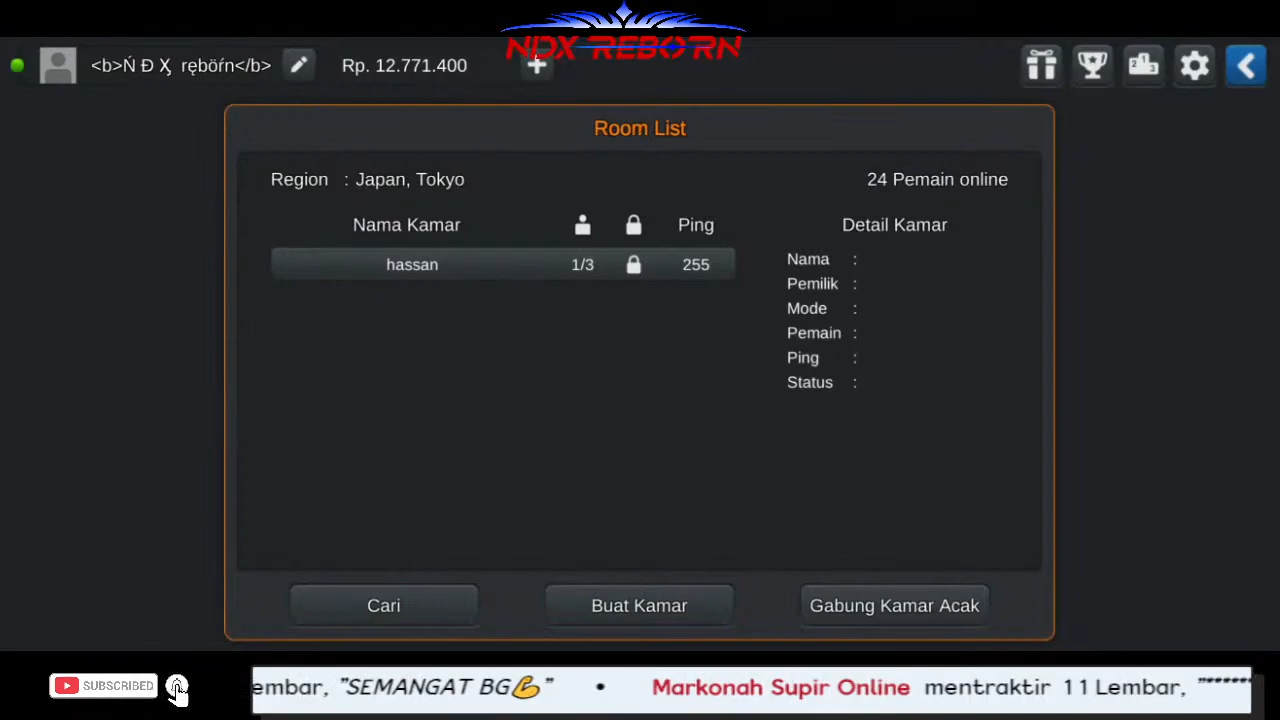 NDX REBORN
<b>Ń Đ Ӽ ręböŕn</b>
Rp. 12.771.400
Room List
Region : Japan, Tokyo
24 Pemain online
Nama Kamar Ping
Detail Kamar
hassan 1/3 255
Nama :
Pemilik :
Mode :
Pemain :
Ping :
Status :
Cari
Buat Kamar
Gabung Kamar Acak
SUBSCRIBED
embar, "SEMANGAT BG💪" • Markonah Supir Online mentraktir 11 Lembar, "******